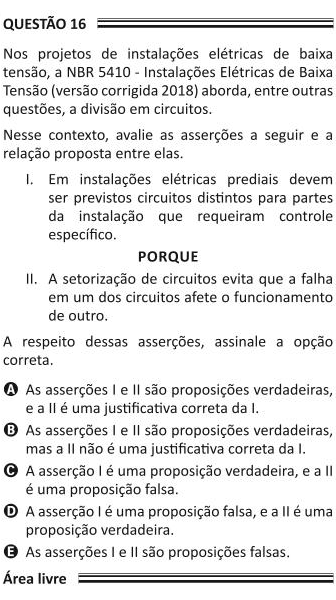 QUESTÃO 16
Nos projetos de instalações elétricas de baixa
tensão, a NBR 5410 - Instalações Elétricas de Baixa
Tensão (versão corrigida 2018) aborda, entre outras
questões, a divisão em circuitos.
Nesse contexto, avalie as asserções a seguir e a
relação proposta entre elas.
I. Em instalações elétricas prediais devem
ser previstos circuitos distintos para partes
da instalação que requeiram controle
específico.
PORQUE
II. A setorização de circuitos evita que a falha
em um dos circuitos afete o funcionamento
de outro.
A respeito dessas asserções, assinale a opção
correta.
A As asserções I e II são proposições verdadeiras,
e a II é uma justificativa correta da I.
B As asserções I e II são proposições verdadeiras,
mas a II não é uma justificativa correta da I.
C A asserção I é uma proposição verdadeira, e a II
é uma proposição falsa.
D A asserção I é uma proposição falsa, e a II é uma
proposição verdadeira.
E As asserções I e II são proposições falsas.
Área livre